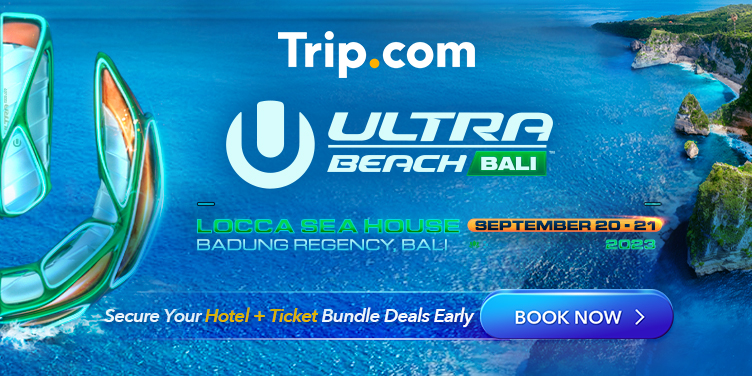 Trip.com
ULTRA
BEACH BALI
LOCCA SEA HOUSE SEPTEMBER 20 - 21
BADUNG REGENCY, BALI 2023
Secure Your Hotel + Ticket Bundle Deals Early BOOK NOW >